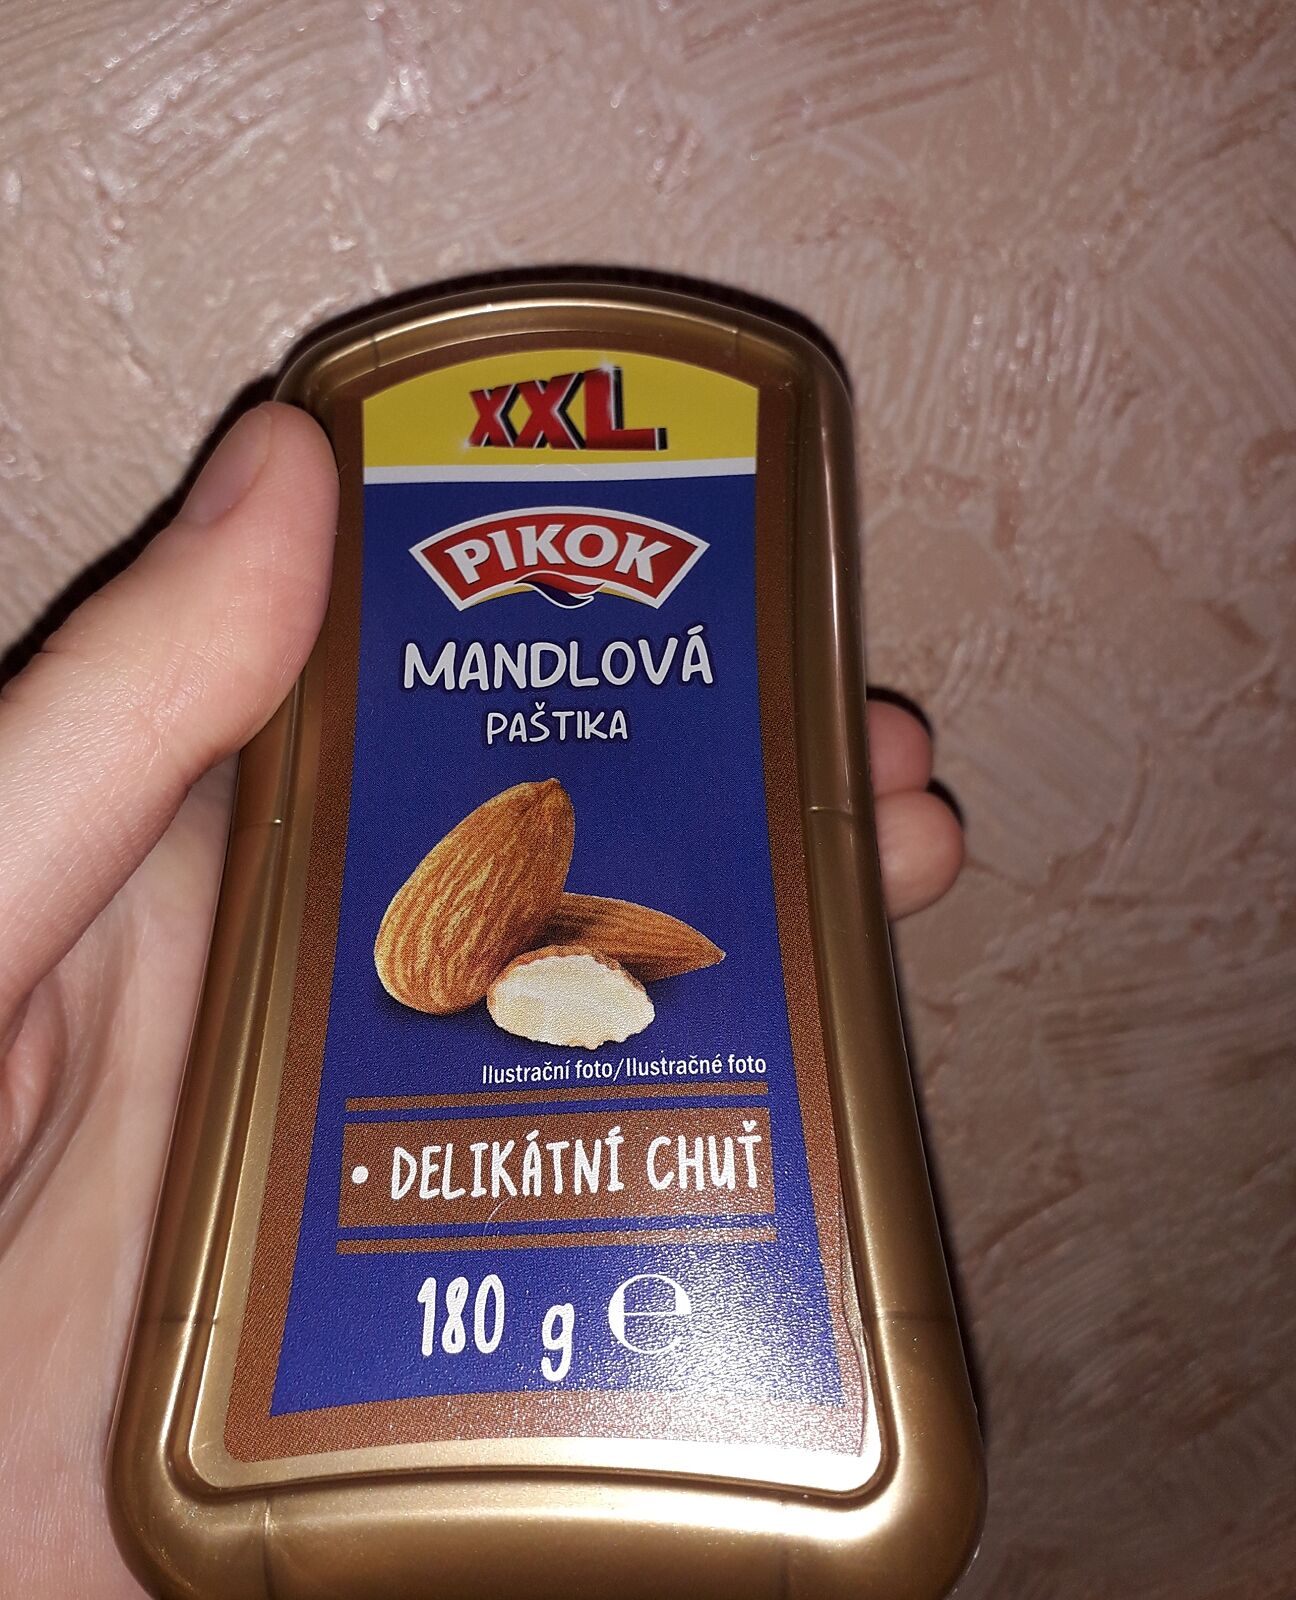 XXL
PIKOK
MANDLOVÁ
PAŠTIKA
Ilustrační foto/Ilustračné foto
• DELIKÁTNÍ CHUŤ
180 g ℮